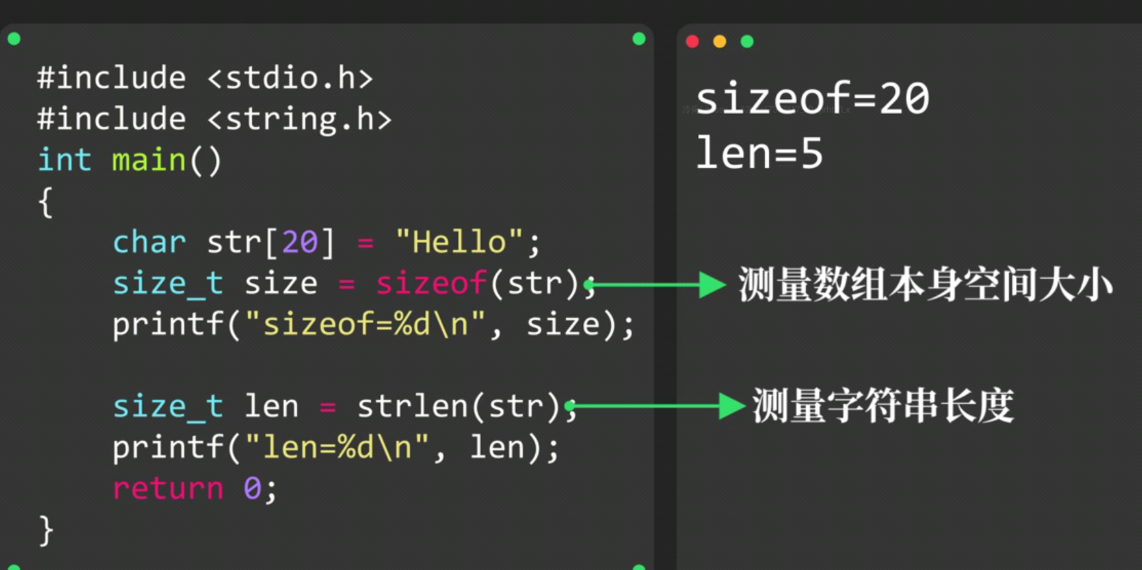 #include <stdio.h>
#include <string.h>
int main()
{
    char str[20] = "Hello";
    size_t size = sizeof(str);
    printf("sizeof=%d\n", size);
    size_t len = strlen(str);
    printf("len=%d\n", len);
    return 0;
}
sizeof=20
len=5
测量数组本身空间大小
测量字符串长度